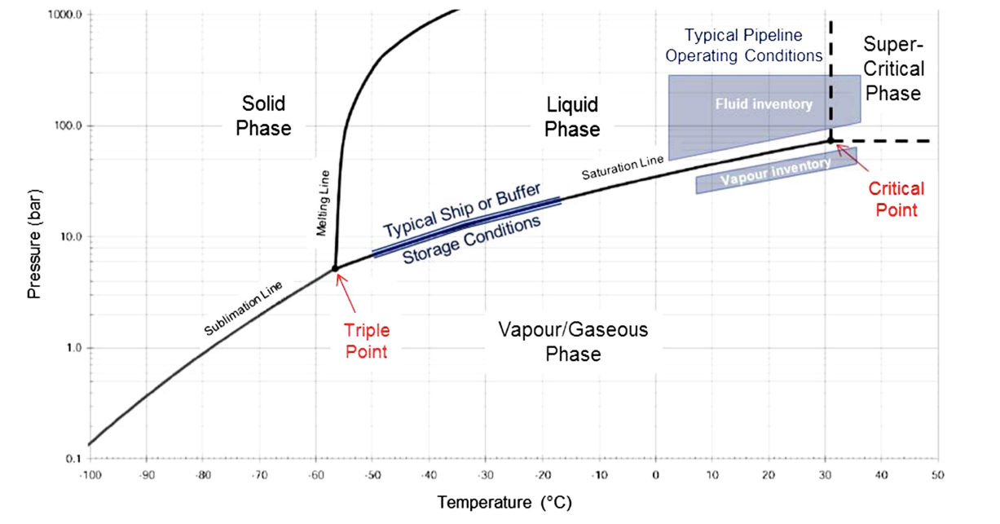 1000.0
100.0
10.0
1.0
0.1
Pressure (bar)
-100
-90
-80
-70
-60
-50
-40
-30
-20
-10
0
10
20
30
40
50
Temperature (°C)
Solid
Phase
Liquid
Phase
Typical Pipeline
Operating Conditions
Super-
Critical
Phase
Fluid inventory
Vapour inventory
Saturation Line
Melting Line
Typical Ship or Buffer
Storage Conditions
Critical
Point
Sublimation Line
Triple
Point
Vapour/Gaseous
Phase